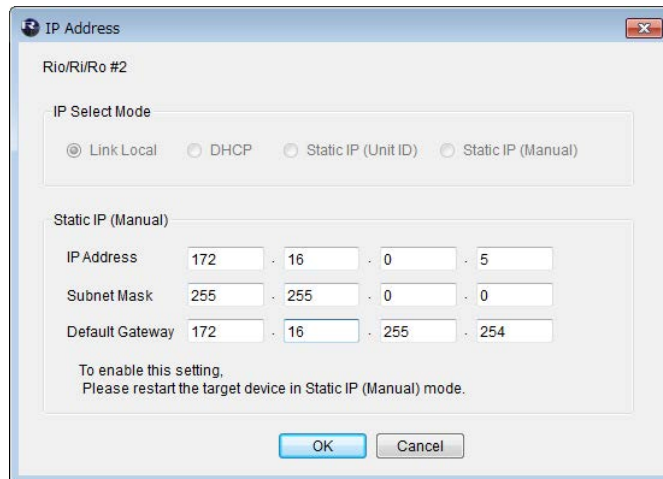 IP Address
Rio/Ri/Ro #2
IP Select Mode
Link Local DHCP Static IP (Unit ID) Static IP (Manual)
Static IP (Manual)
IP Address 172 . 16 . 0 . 5
Subnet Mask 255 . 255 . 0 . 0
Default Gateway 172 . 16 . 255 . 254
To enable this setting,
Please restart the target device in Static IP (Manual) mode.
OK Cancel